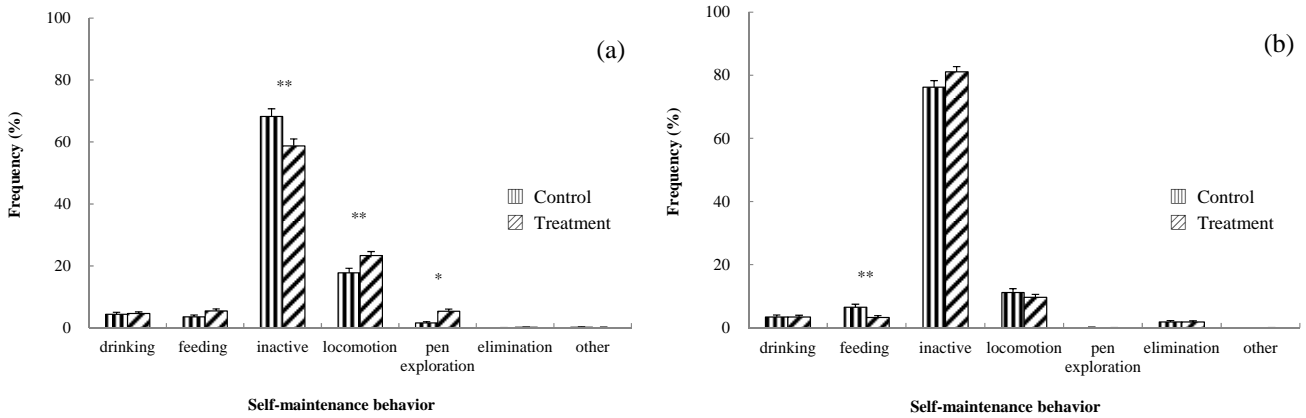 (a)
Frequency (%)
100
80
60
40
20
0
**
**
*
Control
Treatment
drinking feeding inactive locomotion pen exploration elimination other
Self-maintenance behavior
(b)
Frequency (%)
100
80
60
40
20
0
**
Control
Treatment
drinking feeding inactive locomotion pen exploration elimination other
Self-maintenance behavior